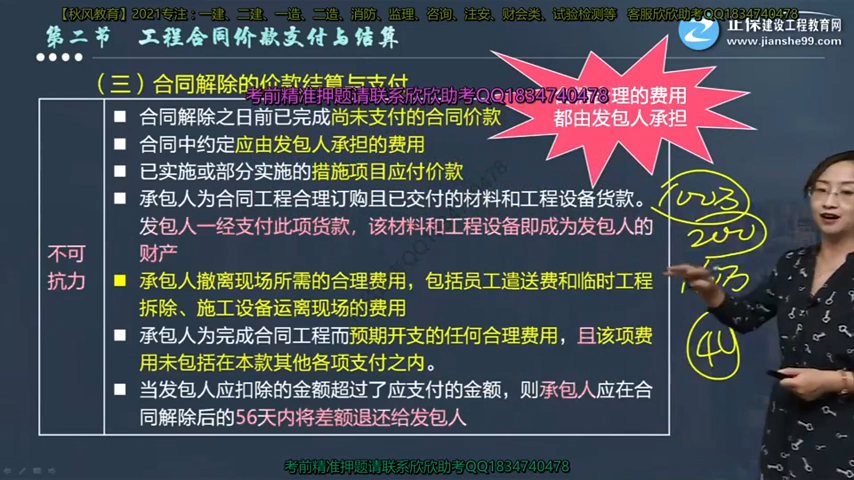 【秋风教育】2021专注：一建、二建、一造、二造、消防、监理、咨询、注安、财会类、试验检测等 客服欣欣助考QQ1834740478
第二节 工程合同价款交付与结算
正保建设工程教育网
www.jianshe99.com
（三）合同解除的价款结算与支付
考前精准押题请联系欣欣助考QQ1834740478
理的费用
都由发包人承担
合同解除之日前已完成尚未支付的合同价款
合同中约定应由发包人承担的费用
已实施或部分实施的措施项目应付价款
承包人为合同工程合理订购且已交付的材料和工程设备货款。
发包人一经支付此项货款，该材料和工程设备即成为发包人的
财产
不可
抗力
承包人撤离现场所需的合理费用，包括员工遣送费和临时工程
拆除、施工设备运离现场的费用
承包人为完成合同工程而预期开支的任何合理费用，且该项费
用未包括在本款其他各项支付之内。
当发包人应扣除的金额超过了应支付的金额，则承包人应在合
同解除后的56天内将差额退还给发包人
100万
200
40
考前精准押题请联系欣欣助考QQ1834740478